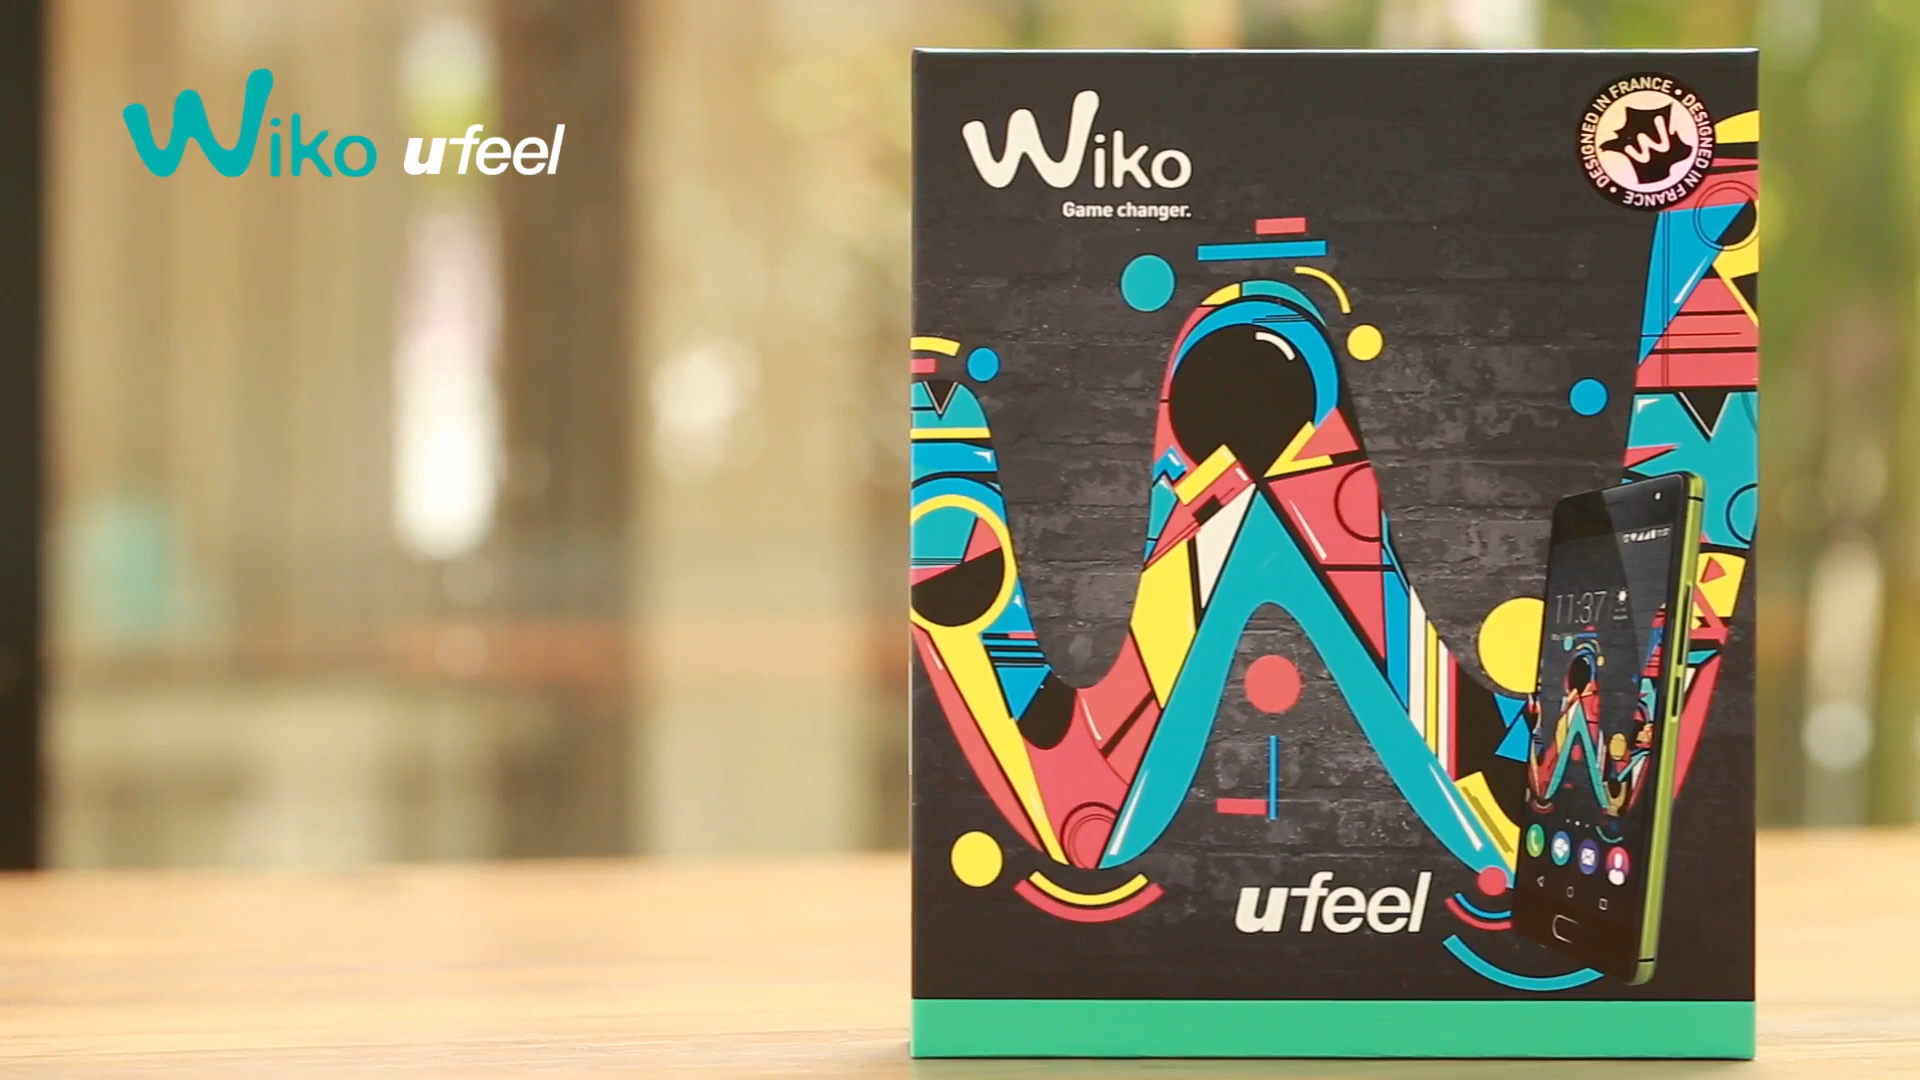 Wiko ufeel
Wiko
Game changer.
DESIGNED IN FRANCE • DESIGNED IN FRANCE •
W
11:37
ufeel